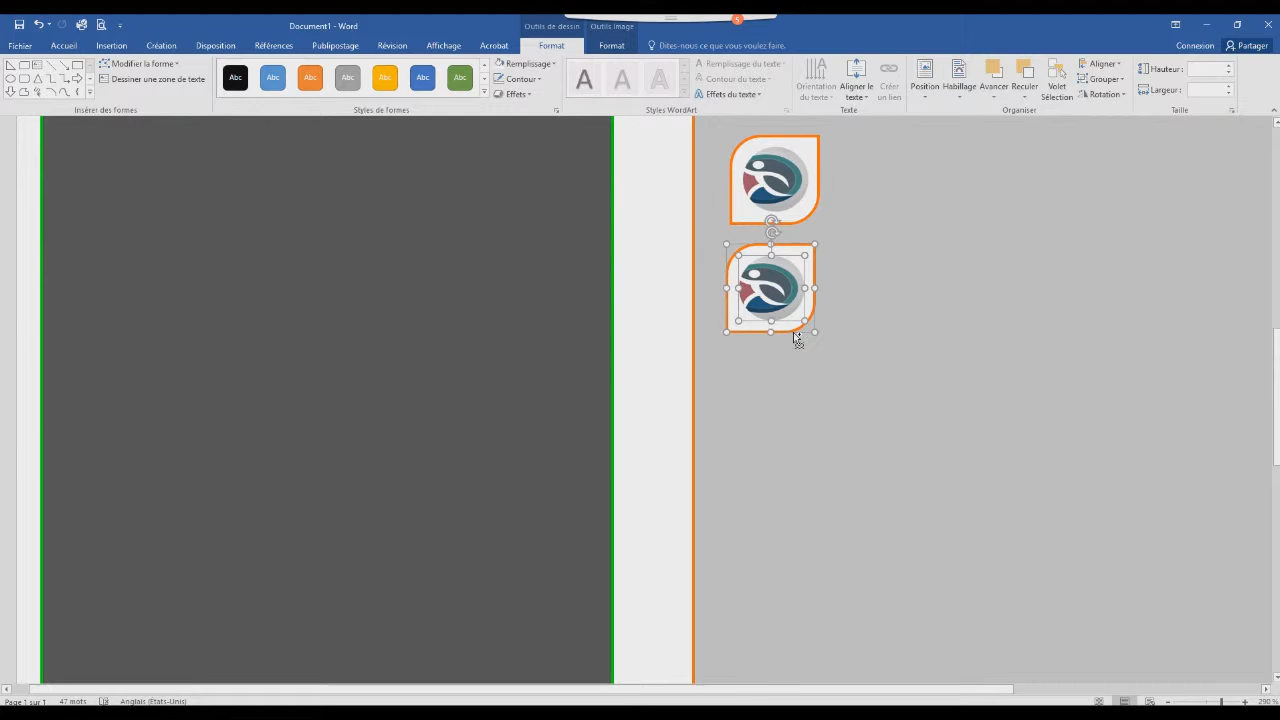 Document1 - Word
Outils de dessin
Outils Image
5
Fichier Accueil Insertion Création Disposition Références Publipostage Révision Affichage Acrobat Format Format Dites-nous ce que vous voulez faire. Connexion Partager
Modifier la forme
Dessiner une zone de texte
Insérer des formes
Abc Abc Abc Abc Abc Abc Abc
Remplissage
Contour
Effets
Styles de formes
A A A
Remplissage du texte
Contour du texte
Effets du texte
Styles WordArt
Orientation du texte
Aligner le texte
Créer un lien
Texte
Position
Habillage
Avancer
Reculer
Volet Sélection
Aligner
Grouper
Rotation
Organiser
Hauteur:
Largeur:
Taille
Page 1 sur 1 47 mots Anglais (États-Unis) 290 %